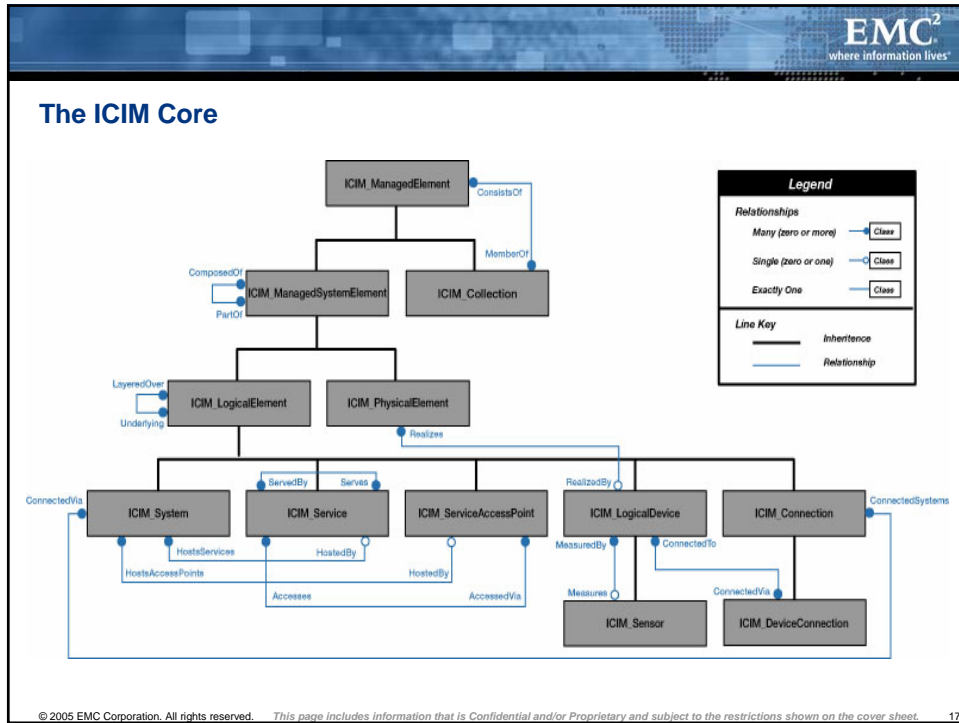 EMC²
where information lives®
The ICIM Core
ICIM_ManagedElement
ConsistsOf
MemberOf
ComposedOf
ICIM_ManagedSystemElement
PartOf
ICIM_Collection
Legend
Relationships
Many (zero or more)
Class
Single (zero or one)
Class
Exactly One
Class
Line Key
Inheritence
Relationship
LayeredOver
ICIM_LogicalElement
Underlying
ICIM_PhysicalElement
Realizes
ConnectedVia
ServedBy
Serves
RealizedBy
ConnectedSystems
ICIM_System
ICIM_Service
ICIM_ServiceAccessPoint
ICIM_LogicalDevice
ICIM_Connection
HostsServices
HostedBy
MeasuredBy
ConnectedTo
HostsAccessPoints
HostedBy
Accesses
AccessedVia
Measures
ConnectedVia
ICIM_Sensor
ICIM_DeviceConnection
© 2005 EMC Corporation. All rights reserved. This page includes information that is Confidential and/or Proprietary and subject to the restrictions shown on the cover sheet. 17